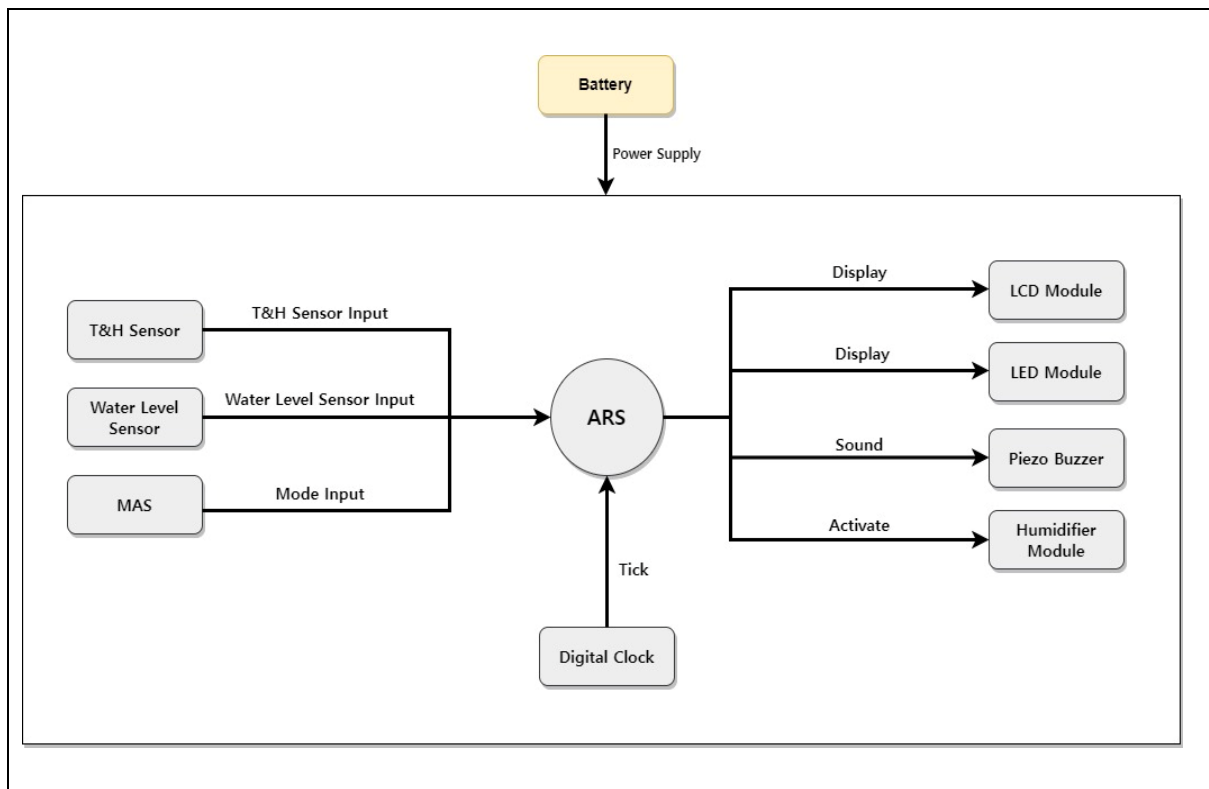 Battery
Power Supply
T&H Sensor
T&H Sensor Input
Water Level
Sensor
Water Level Sensor Input
MAS
Mode Input
ARS
Tick
Digital Clock
Display
LCD Module
Display
LED Module
Sound
Piezo Buzzer
Activate
Humidifier
Module